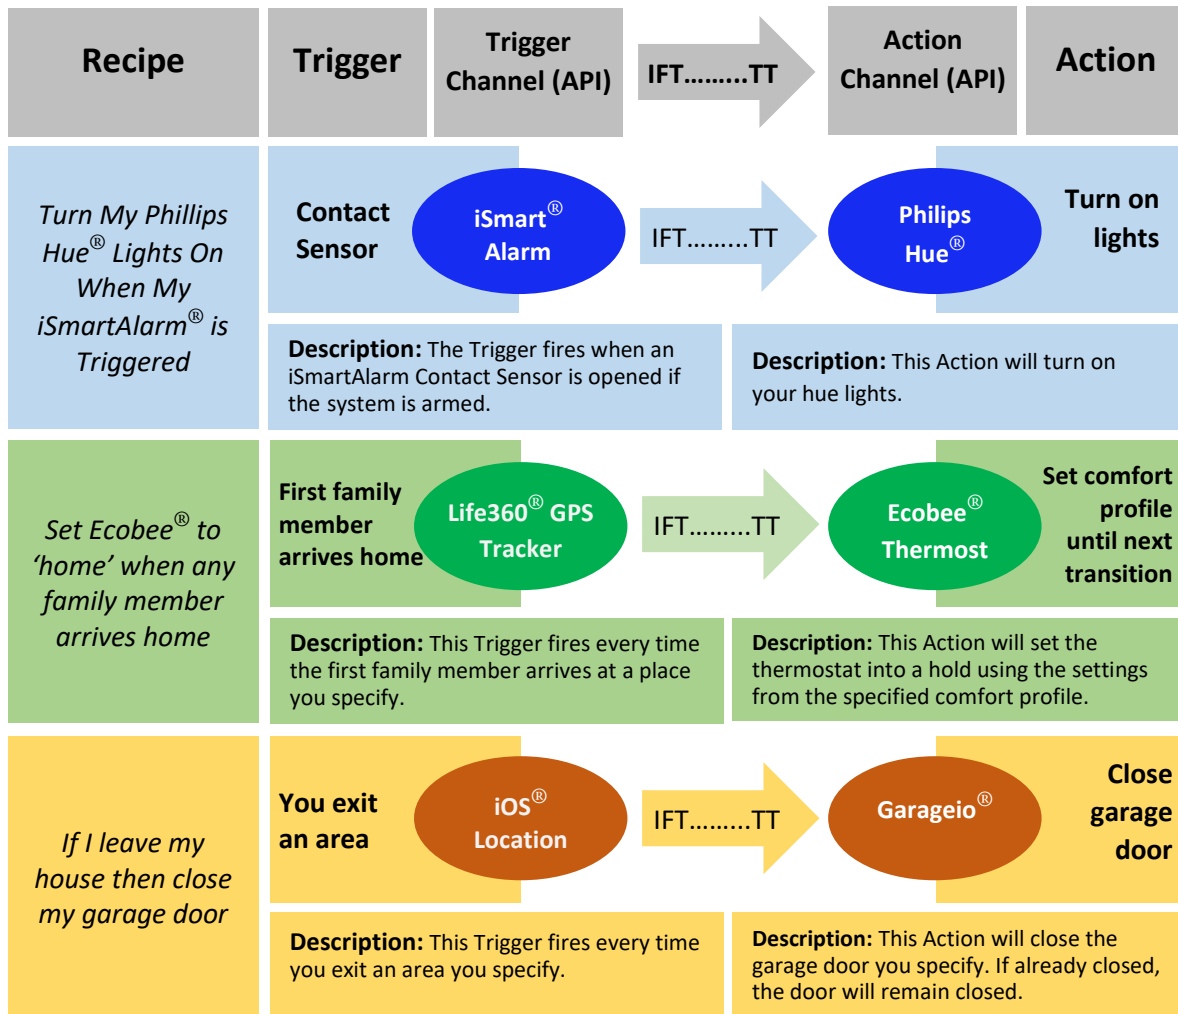 Recipe
Trigger
Trigger
Channel (API)
IFT……...TT
Action
Channel (API)
Action
Turn My Phillips
Hue® Lights On
When My
iSmartAlarm® is
Triggered
Contact
Sensor
iSmart®
Alarm
IFT……...TT
Philips
Hue®
Turn on
lights
Description: The Trigger fires when an
iSmartAlarm Contact Sensor is opened if
the system is armed.
Description: This Action will turn on
your hue lights.
Set Ecobee® to
‘home’ when any
family member
arrives home
First family
member
arrives home
Life360® GPS
Tracker
IFT……...TT
Ecobee®
Thermost
Set comfort
profile
until next
transition
Description: This Trigger fires every time
the first family member arrives at a place
you specify.
Description: This Action will set the
thermostat into a hold using the settings
from the specified comfort profile.
If I leave my
house then close
my garage door
You exit
an area
iOS®
Location
IFT……...TT
Garageio®
Close
garage
door
Description: This Trigger fires every time
you exit an area you specify.
Description: This Action will close the
garage door you specify. If already closed,
the door will remain closed.